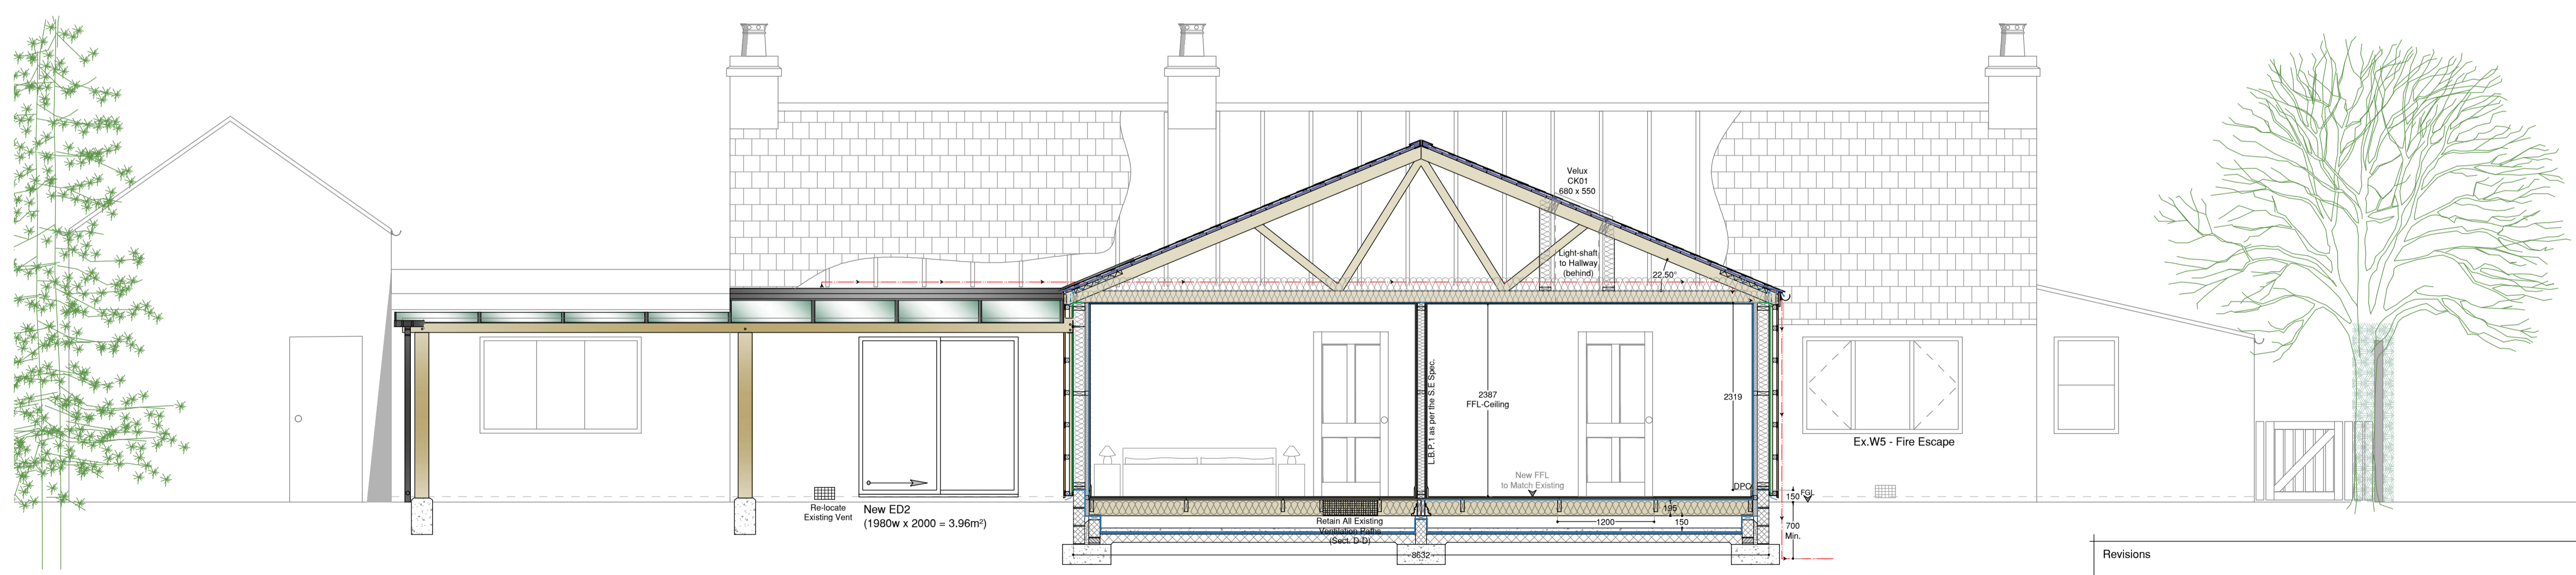 Velux
CK01
680 x 550
Light-shaft
to Hallway
(behind)
22.50°
2387
FFL-Ceiling
L.B.P.1 as per the S.E Spec.
2319
Ex.W5 - Fire Escape
New FFL
to Match Existing
DPC
150
FGL
Re-locate
Existing Vent
New ED2
(1980w x 2000 = 3.96m²)
Retain All Existing
Ventilation Paths
(Sect. D-D)
195
1200
150
700
Min.
8632
Revisions